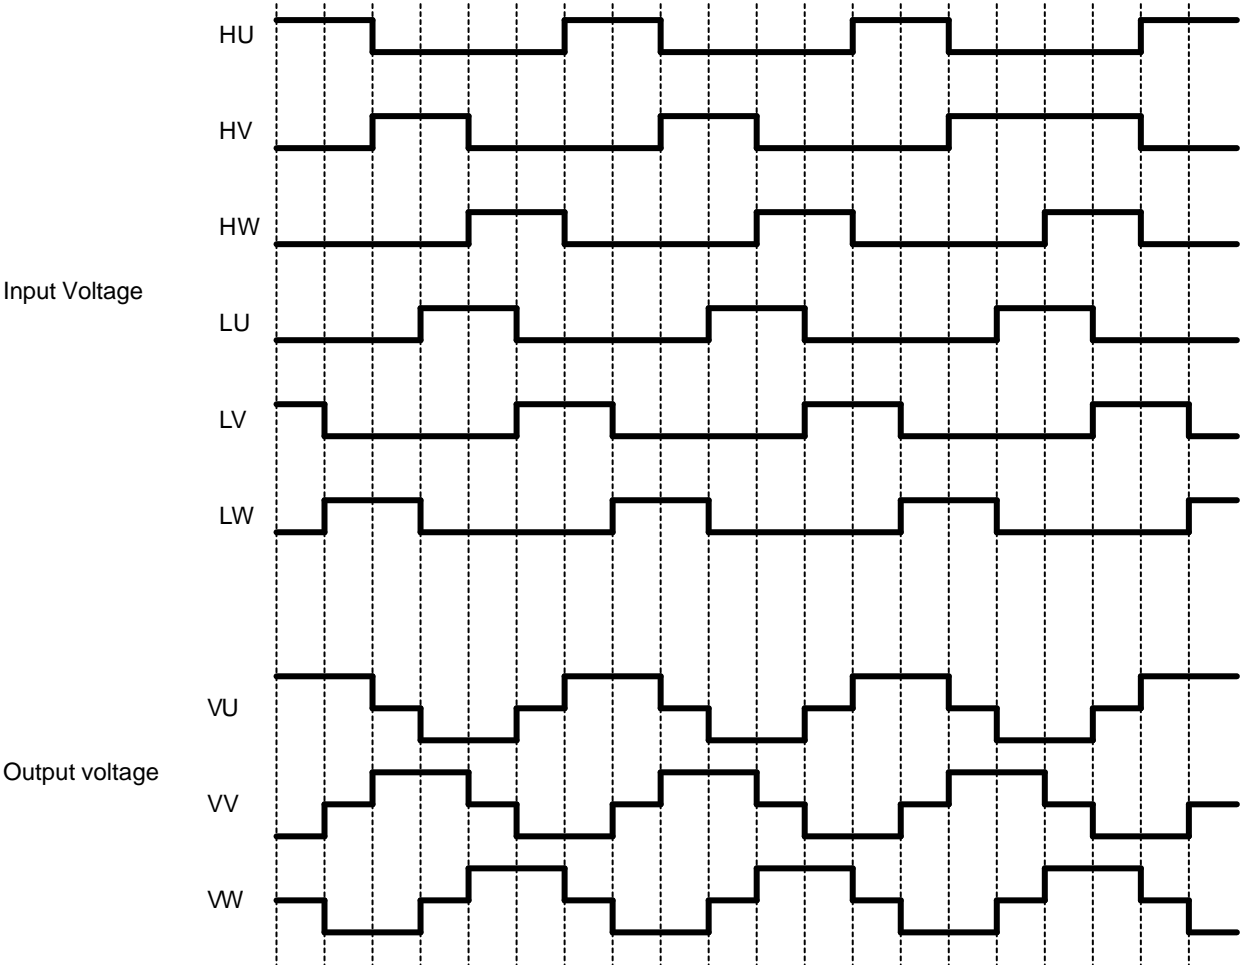 HU
HV
HW
Input Voltage
LU
LV
LW
VU
Output voltage
VV
VW